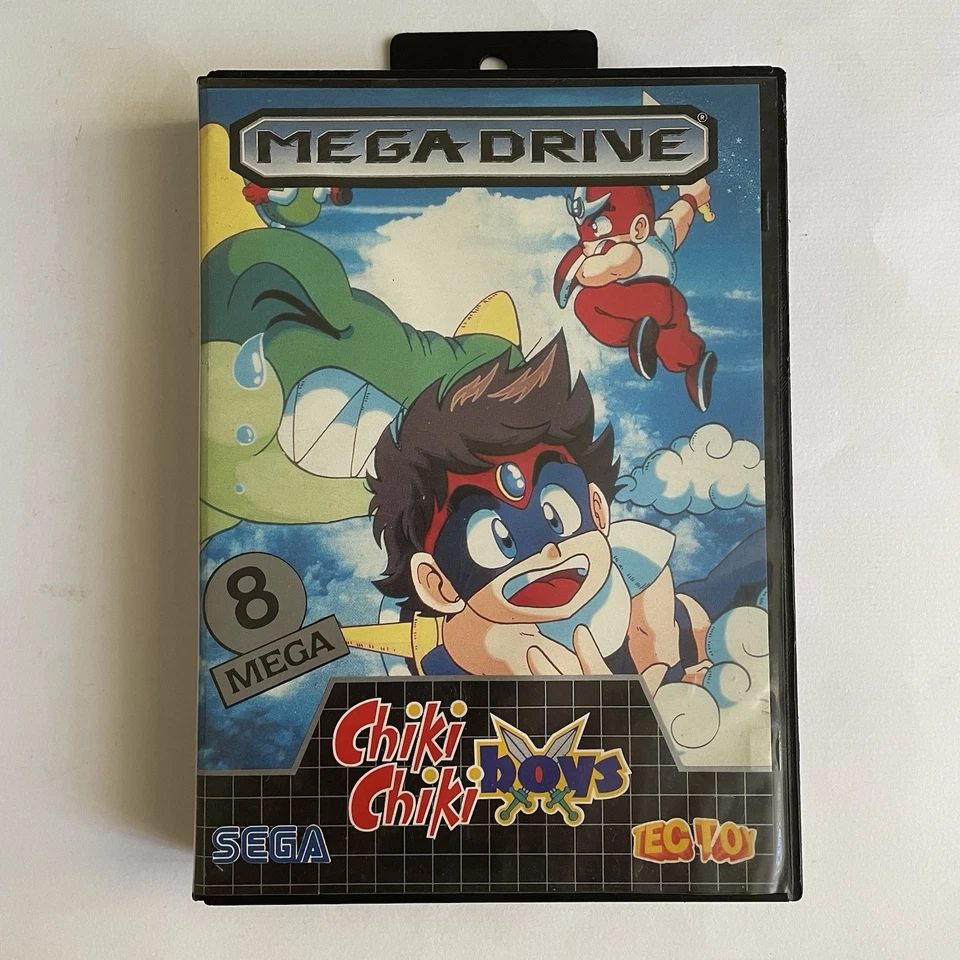 MEGA DRIVE ®
8
MEGA
Chiki
Chiki boys
SEGA
TEC TOY